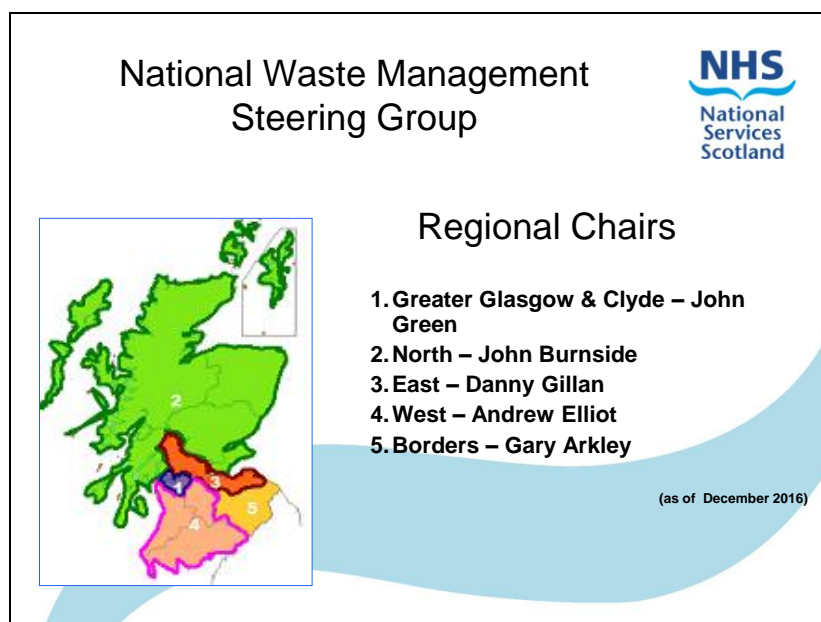 National Waste Management
Steering Group
NHS
National
Services
Scotland
Regional Chairs
1. Greater Glasgow & Clyde – John
Green
2. North – John Burnside
3. East – Danny Gillan
4. West – Andrew Elliot
5. Borders – Gary Arkley
(as of December 2016)
2
1
3
4
5